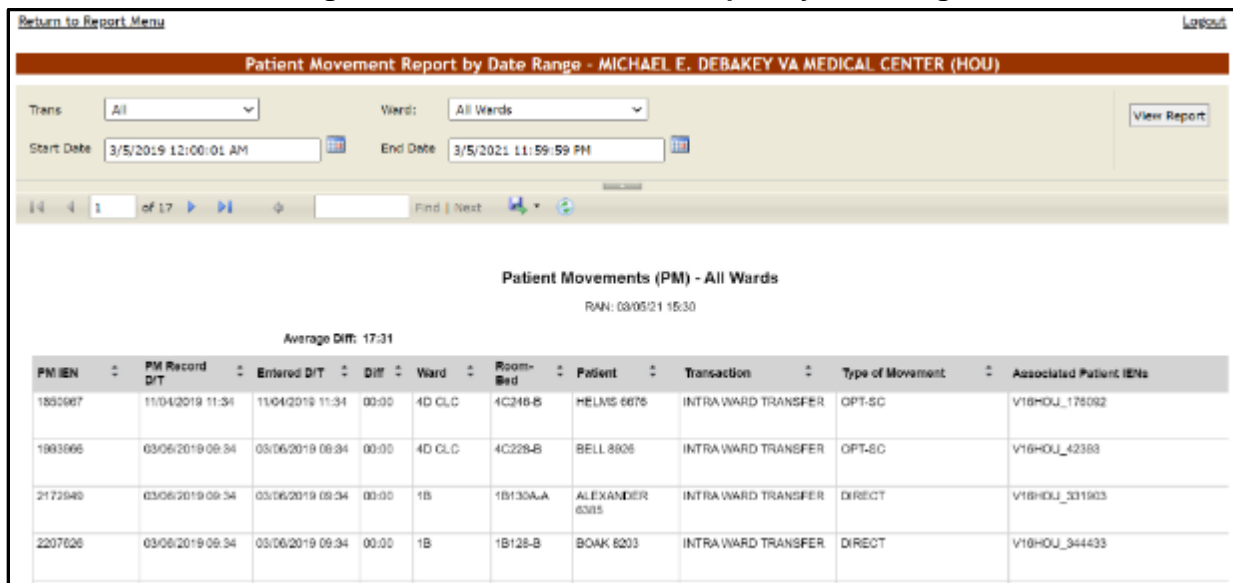 Return to Report Menu Logout
Patient Movement Report by Date Range - MICHAEL E. DEBAKEY VA MEDICAL CENTER (HOU)
Trans All Ward: All Wards View Report
Start Date 3/5/2019 12:00:01 AM End Date 3/5/2021 11:59:59 PM
1 of 17 Find | Next
Patient Movements (PM) - All Wards
RAN: 03/05/21 15:30
Average Diff: 17:31
PM IEN PM Record D/T Entered D/T Diff Ward Room-Bed Patient Transaction Type of Movement Associated Patient IENs
1850967 11/04/2019 11:34 11/04/2019 11:34 00:00 4D CLC 4C246-B HELMS 6676 INTRA WARD TRANSFER OPT-SC V16HOU_176092
1993966 03/06/2019 09:34 03/06/2019 09:34 00:00 4D CLC 4C228-B BELL 8926 INTRA WARD TRANSFER OPT-SC V16HOU_42393
2172949 03/06/2019 09:34 03/06/2019 09:34 00:00 1B 1B130A-A ALEXANDER 6385 INTRA WARD TRANSFER DIRECT V16HOU_331903
2207626 03/06/2019 09:34 03/06/2019 09:34 00:00 1B 1B128-B BOAK 8203 INTRA WARD TRANSFER DIRECT V16HOU_344433